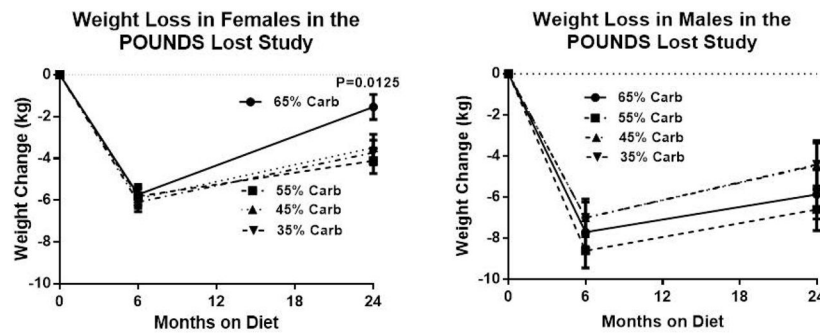 Weight Loss in Females in the
POUNDS Lost Study
Weight Change (kg)
0
-2
-4
-6
-8
-10
P=0.0125
65% Carb
55% Carb
45% Carb
35% Carb
0
6
12
18
24
Months on Diet
Weight Loss in Males in the
POUNDS Lost Study
Weight Change (kg)
0
-2
-4
-6
-8
-10
65% Carb
55% Carb
45% Carb
35% Carb
0
6
12
18
24
Months on Diet